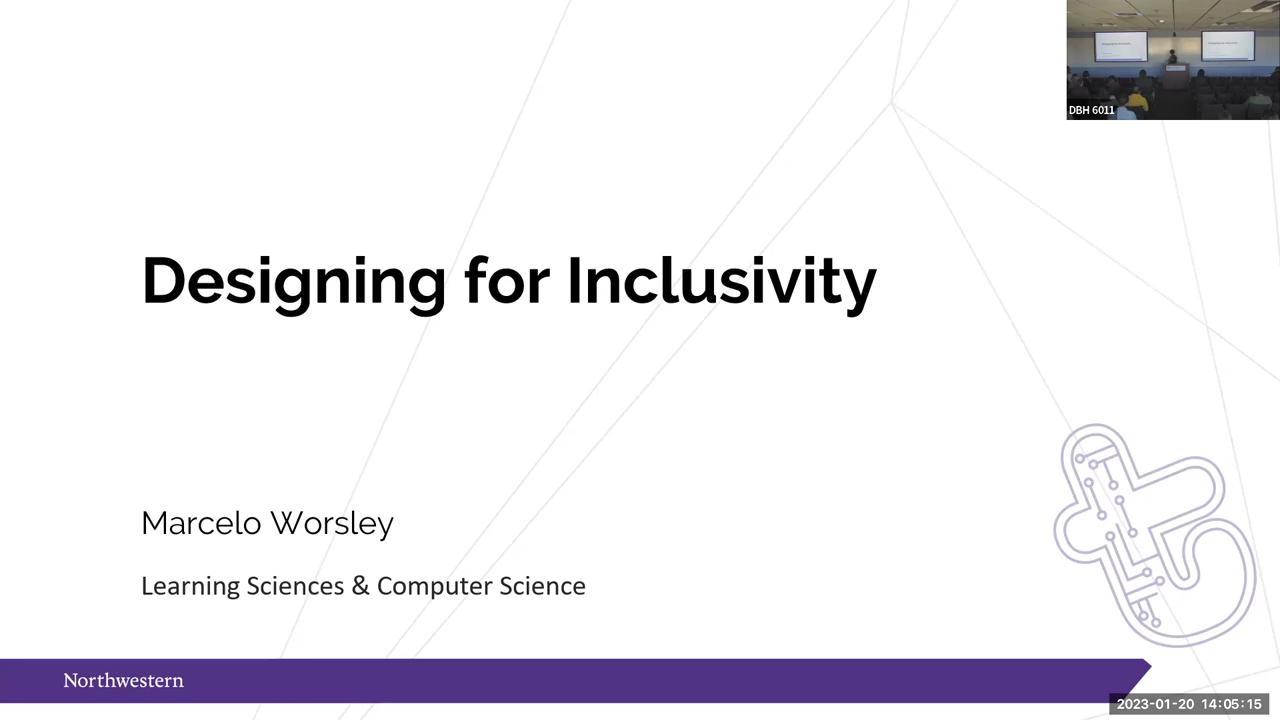 DBH 6011
Designing for Inclusivity
Marcelo Worsley
Learning Sciences & Computer Science
Northwestern
2023-01-20 14:05:15